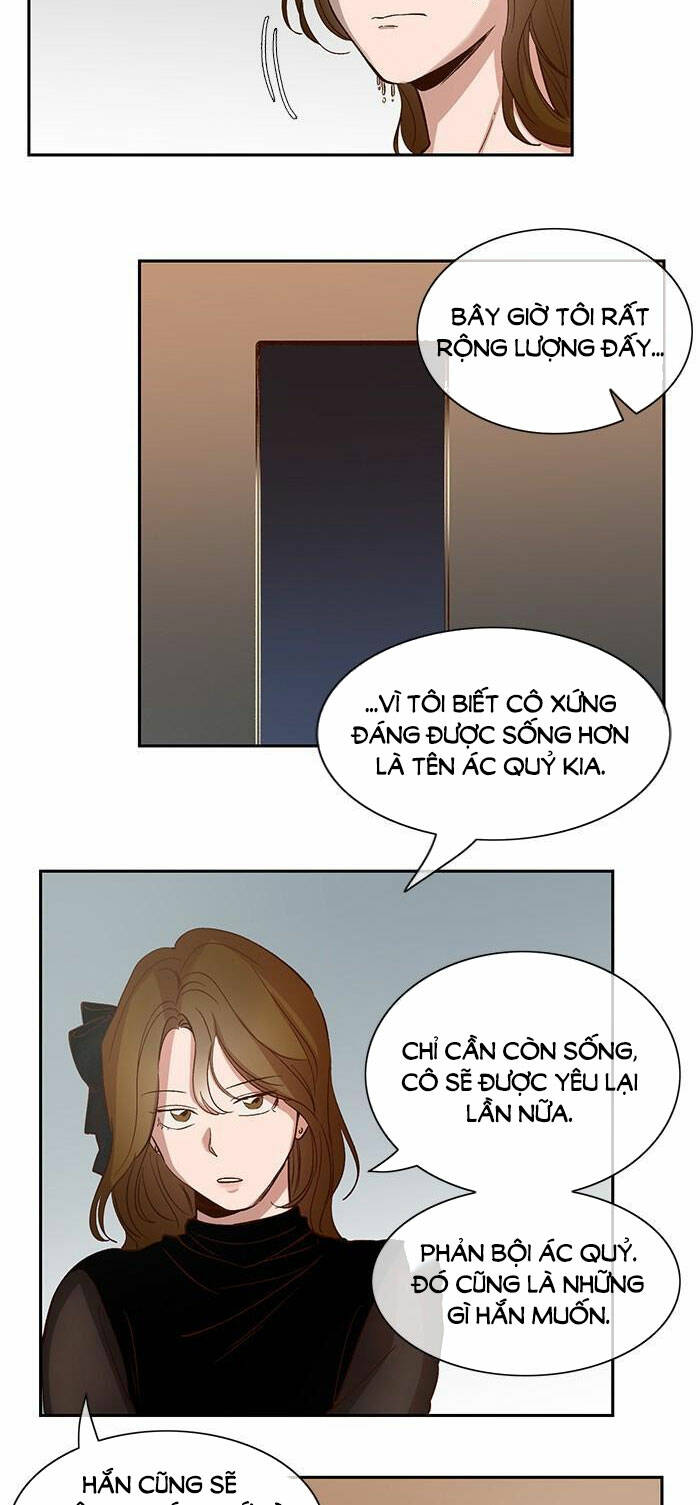 BÂY GIỜ TÔI RẤT
RỘNG LƯỢNG ĐẤY...
...VÌ TÔI BIẾT CÔ XỨNG
ĐÁNG ĐƯỢC SỐNG HƠN
LÀ TÊN ÁC QUỶ KIA.
CHỈ CẦN CÒN SỐNG,
CÔ SẼ ĐƯỢC YÊU LẠI
LẦN NỮA.
PHẢN BỘI ÁC QUỶ.
ĐÓ CŨNG LÀ NHỮNG
GÌ HẮN MUỐN.
HẮN CŨNG SẼ